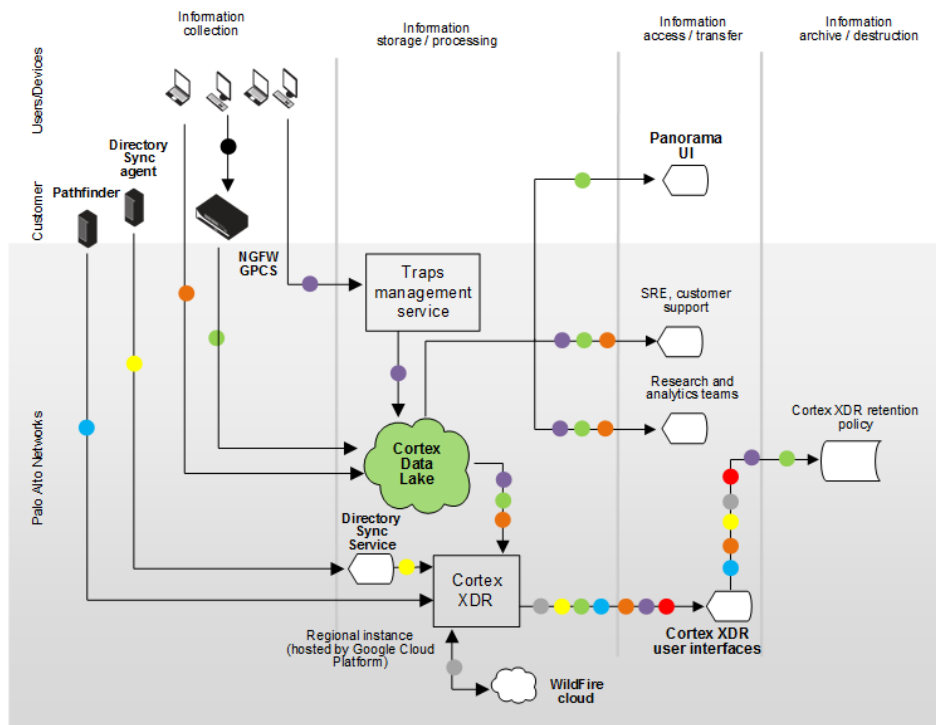 Information
collection
Information
storage / processing
Information
access / transfer
Information
archive / destruction
Users/Devices
Customer
Palo Alto Networks
Directory
Sync
agent
Pathfinder
NGFW
GPCS
Panorama
UI
Traps
management
service
SRE, customer
support
Research and
analytics teams
Cortex XDR retention
policy
Cortex
Data
Lake
Directory
Sync
Service
Cortex
XDR
Regional instance
(hosted by Google Cloud
Platform)
Cortex XDR
user interfaces
WildFire
cloud